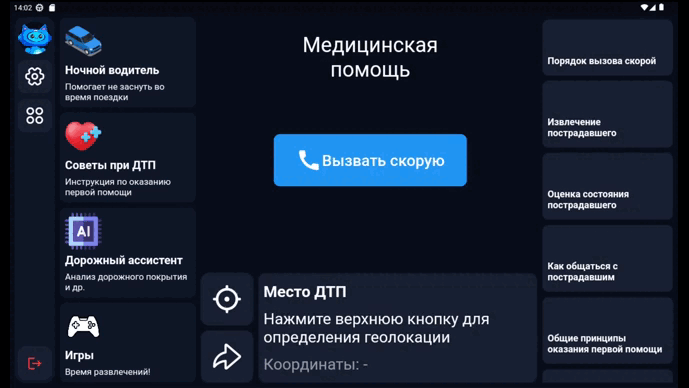 14:02
Ночной водитель
Помогает не заснуть во
время поездки
Советы при ДТП
Инструкция по оказанию
первой помощи
AI
Дорожный ассистент
Анализ дорожного покрытия
и др.
Игры
Время развлечений!
Медицинская
помощь
Вызвать скорую
Место ДТП
Нажмите верхнюю кнопку для
определения геолокации
Координаты: -
Порядок вызова скорой
Извлечение
пострадавшего
Оценка состояния
пострадавшего
Как общаться с
пострадавшим
Общие принципы
оказания первой помощи